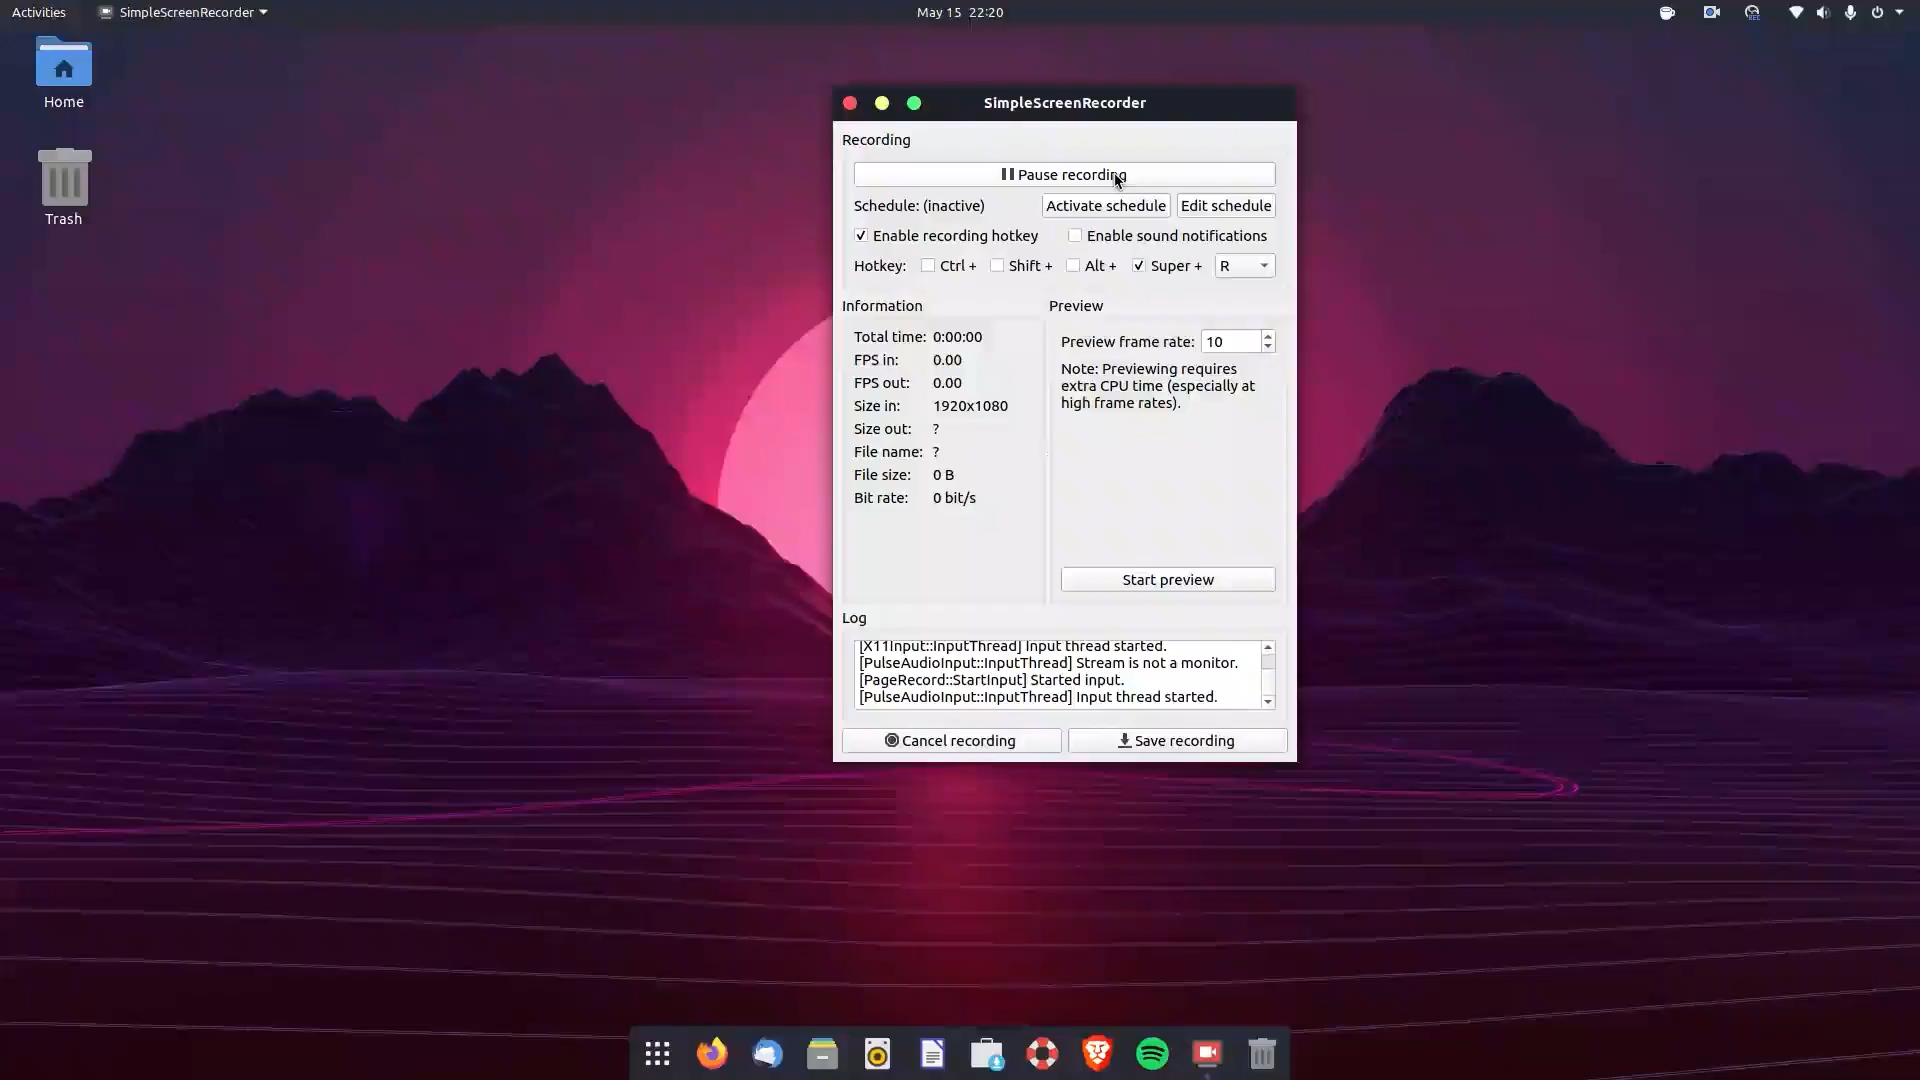 Activities
SimpleScreenRecorder
May 15 22:20
REC
Home
Trash
SimpleScreenRecorder
Recording
Pause recording
Schedule: (inactive) Activate schedule Edit schedule
Enable recording hotkey Enable sound notifications
Hotkey: Ctrl + Shift + Alt + Super + R
Information
Total time: 0:00:00
FPS in: 0.00
FPS out: 0.00
Size in: 1920x1080
Size out: ?
File name: ?
File size: 0 B
Bit rate: 0 bit/s
Preview
Preview frame rate: 10
Note: Previewing requires
extra CPU time (especially at
high frame rates).
Start preview
Log
[X11Input::InputThread] Input thread started.
[PulseAudioInput::InputThread] Stream is not a monitor.
[PageRecord::StartInput] Started input.
[PulseAudioInput::InputThread] Input thread started.
Cancel recording Save recording